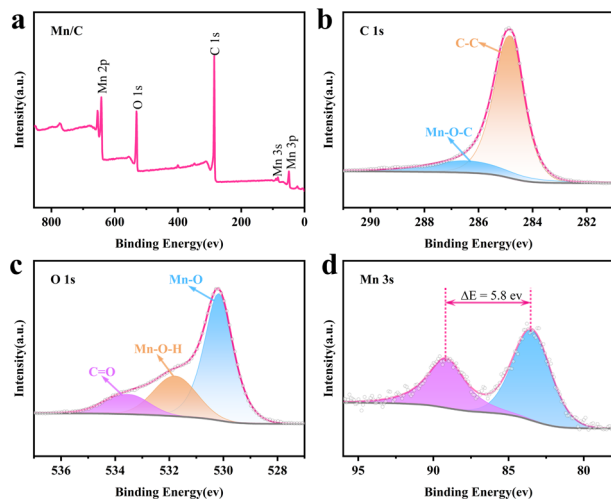 a
Mn/C
Mn 2p
O 1s
C 1s
Mn 3s
Mn 3p
Intensity(a.u.)
800 600 400 200 0
Binding Energy(ev)
b
C 1s
C-C
Mn-O-C
Intensity(a.u.)
290 288 286 284 282
Binding Energy(ev)
c
O 1s
Mn-O
Mn-O-H
C=O
Intensity(a.u.)
536 534 532 530 528
Binding Energy(ev)
d
Mn 3s
ΔE = 5.8 ev
Intensity(a.u.)
95 90 85 80
Binding Energy(ev)